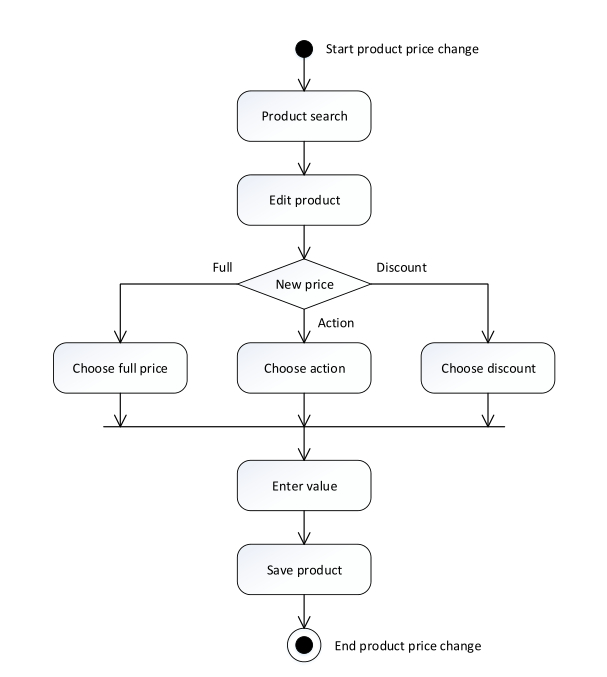 Start product price change
Product search
Edit product
Full
Discount
New price
Action
Choose full price
Choose action
Choose discount
Enter value
Save product
End product price change